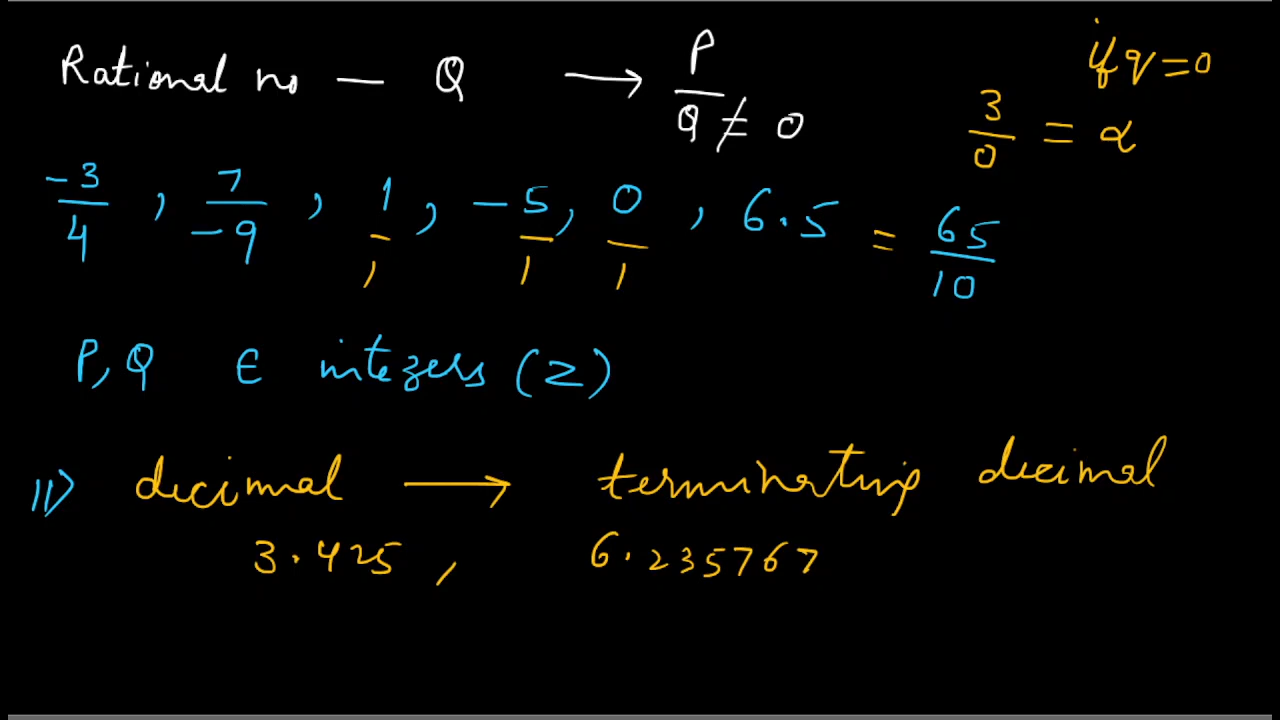 Rational no — Q → P/Q ≠ 0
if q = 0
3/0 = α
-3/4 , 7/-9 , 1/1 , -5/1 , 0/1 , 6.5 = 65/10
P, Q ∈ integers (Z)
11) decimal → terminating decimal
3.425 , 6.235767